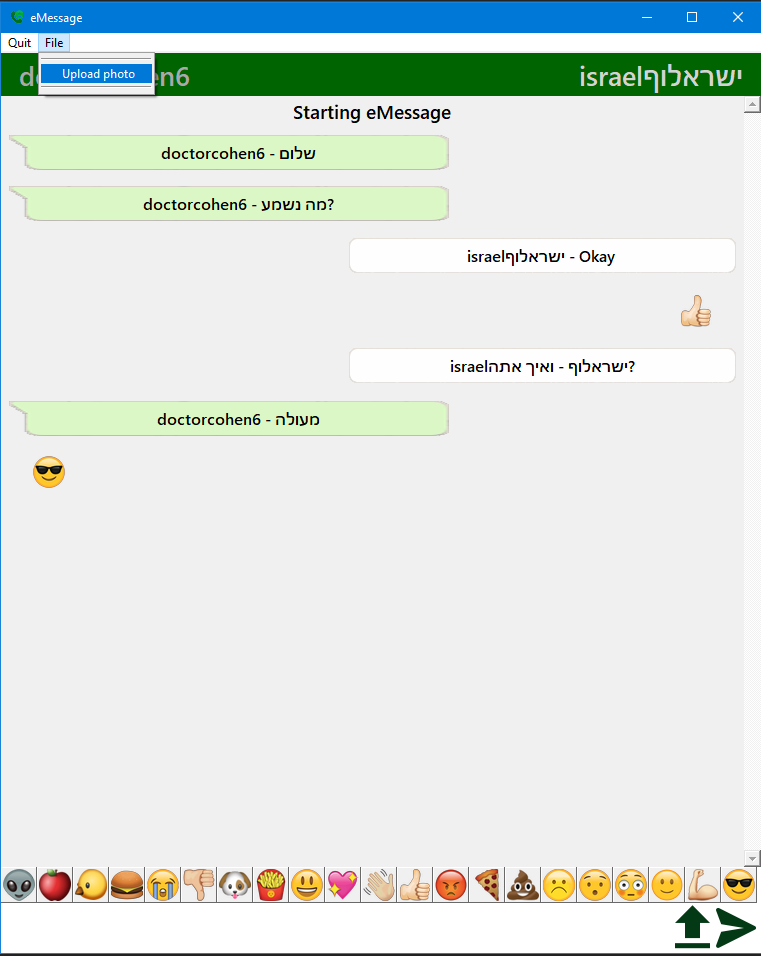 eMessage
Quit File
Upload photo
israelישראלוף
Starting eMessage
doctorcohen6 - שלום
doctorcohen6 - מה נשמע?
israelישראלוף - Okay
israelישראלוף - ואיך אתה?
doctorcohen6 - מעולה